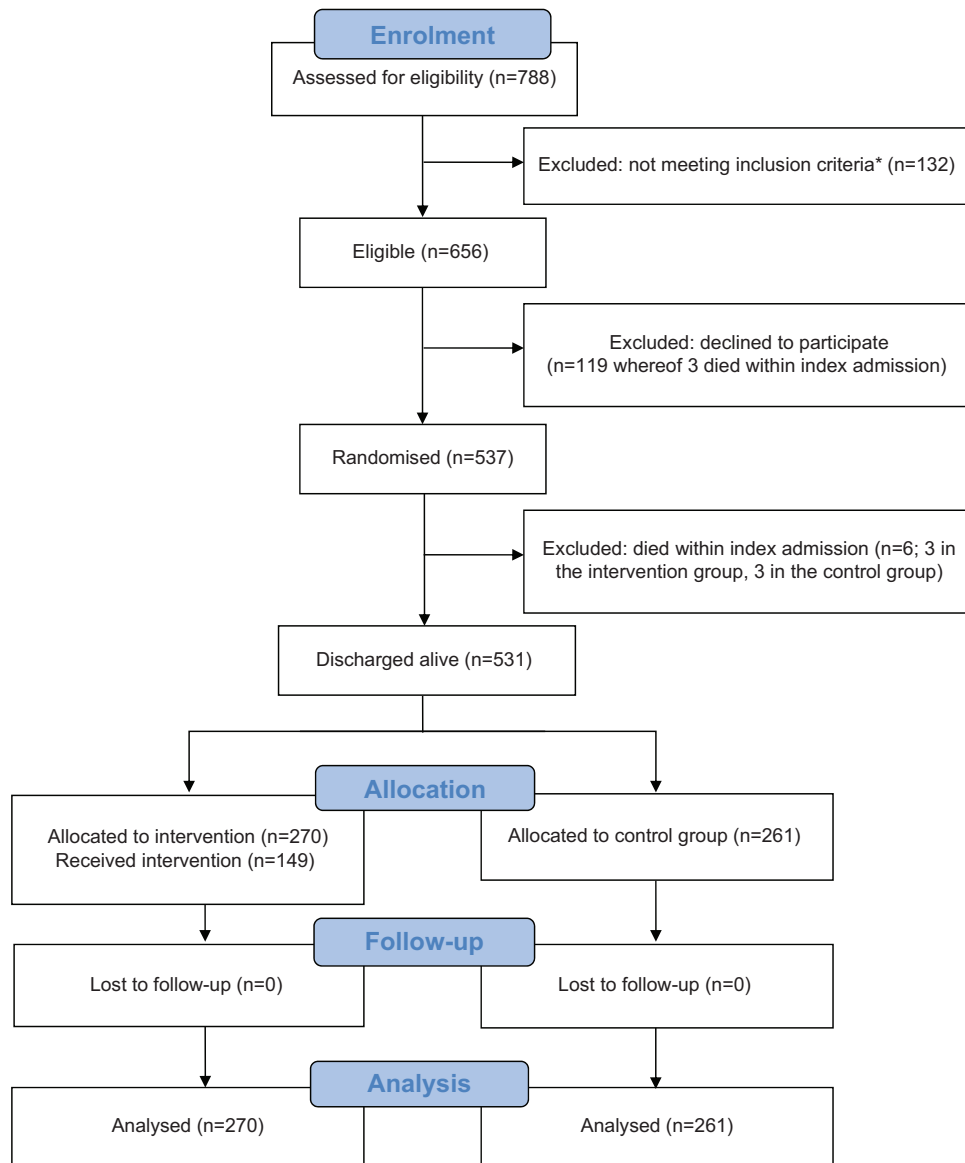 Enrolment
Assessed for eligibility (n=788)
Excluded: not meeting inclusion criteria* (n=132)
Eligible (n=656)
Excluded: declined to participate
(n=119 whereof 3 died within index admission)
Randomised (n=537)
Excluded: died within index admission (n=6; 3 in
the intervention group, 3 in the control group)
Discharged alive (n=531)
Allocation
Allocated to intervention (n=270)
Received intervention (n=149)
Allocated to control group (n=261)
Follow-up
Lost to follow-up (n=0)
Lost to follow-up (n=0)
Analysis
Analysed (n=270)
Analysed (n=261)